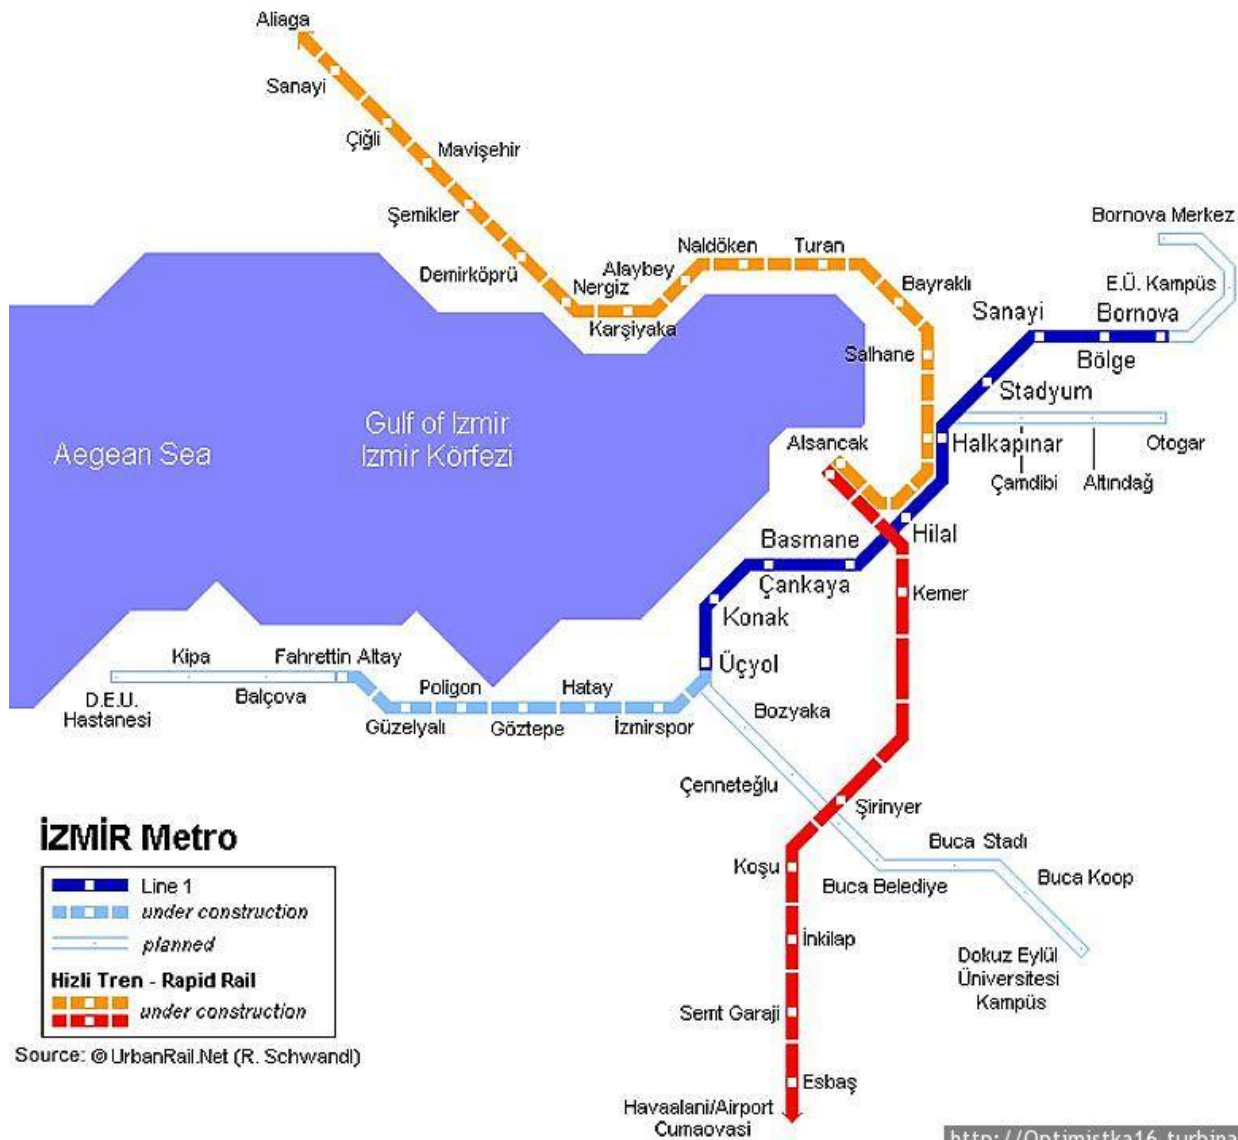 Aliaga
Sanayi
Çiğli
Mavişehir
Şemikler
Demirköprü
Nergiz
Karşiyaka
Alaybey
Naldöken
Turan
Bayraklı
Salhane
Bornova Merkez
E.Ü. Kampüs
Sanayi
Bornova
Bölge
Stadyum
Halkapınar
Çamdibi
Altındağ
Otogar
Alsancak
Gulf of Izmir
Izmir Körfezi
Aegean Sea
Hilal
Basmane
Çankaya
Konak
Üçyol
Kemer
Kipa
Fahrettin Altay
D.E.U.
Hastanesi
Balçova
Poligon
Hatay
Güzelyalı
Göztepe
İzmirspor
Bozyaka
Çenneteğlu
Şirinyer
Buca Stadı
Koşu
Buca Belediye
Buca Koop
İnkilap
Dokuz Eylül
Üniversitesi
Kampüs
Semt Garaji
Esbaş
Havaalani/Airport
Cumaovasi
İZMİR Metro
Line 1
under construction
planned
Hizli Tren - Rapid Rail
under construction
Source: © UrbanRail.Net (R. Schwandl)